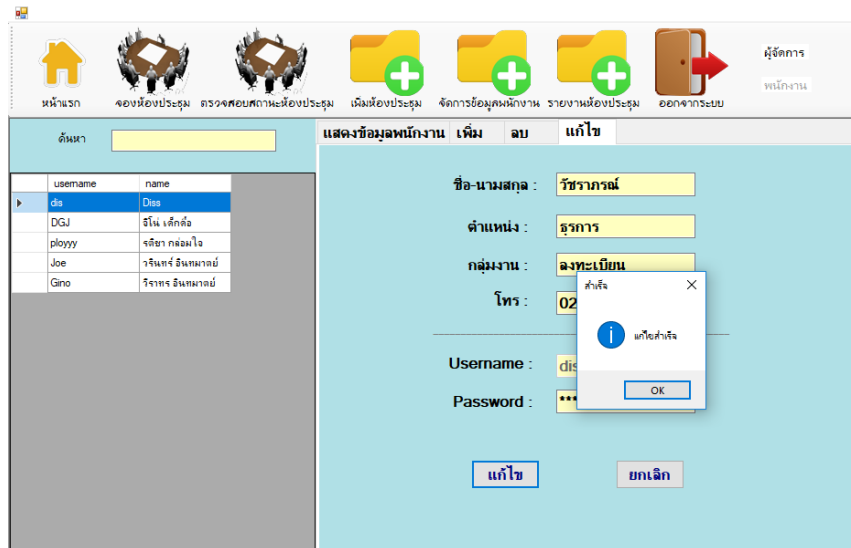 ผู้จัดการ
พนักงาน
หน้าแรก จองห้องประชุม ตรวจสอบสถานะห้องประชุม เพิ่มห้องประชุม จัดการข้อมูลพนักงาน รายงานห้องประชุม ออกจากระบบ
ค้นหา
แสดงข้อมูลพนักงาน เพิ่ม ลบ แก้ไข
username name
dis Diss
DGJ จีโน่ เด็กดื้อ
ployyy รติชา กล่อมใจ
Joe วรินทร์ อินทมาตย์
Gino วิราทร อินทมาตย์
ชื่อ-นามสกุล : วัชราภรณ์
ตำแหน่ง : ธุรการ
กลุ่มงาน : ลงทะเบียน
โทร : 02
สำเร็จ
แก้ไขสำเร็จ
OK
Username : dis
Password : ***
แก้ไข ยกเลิก